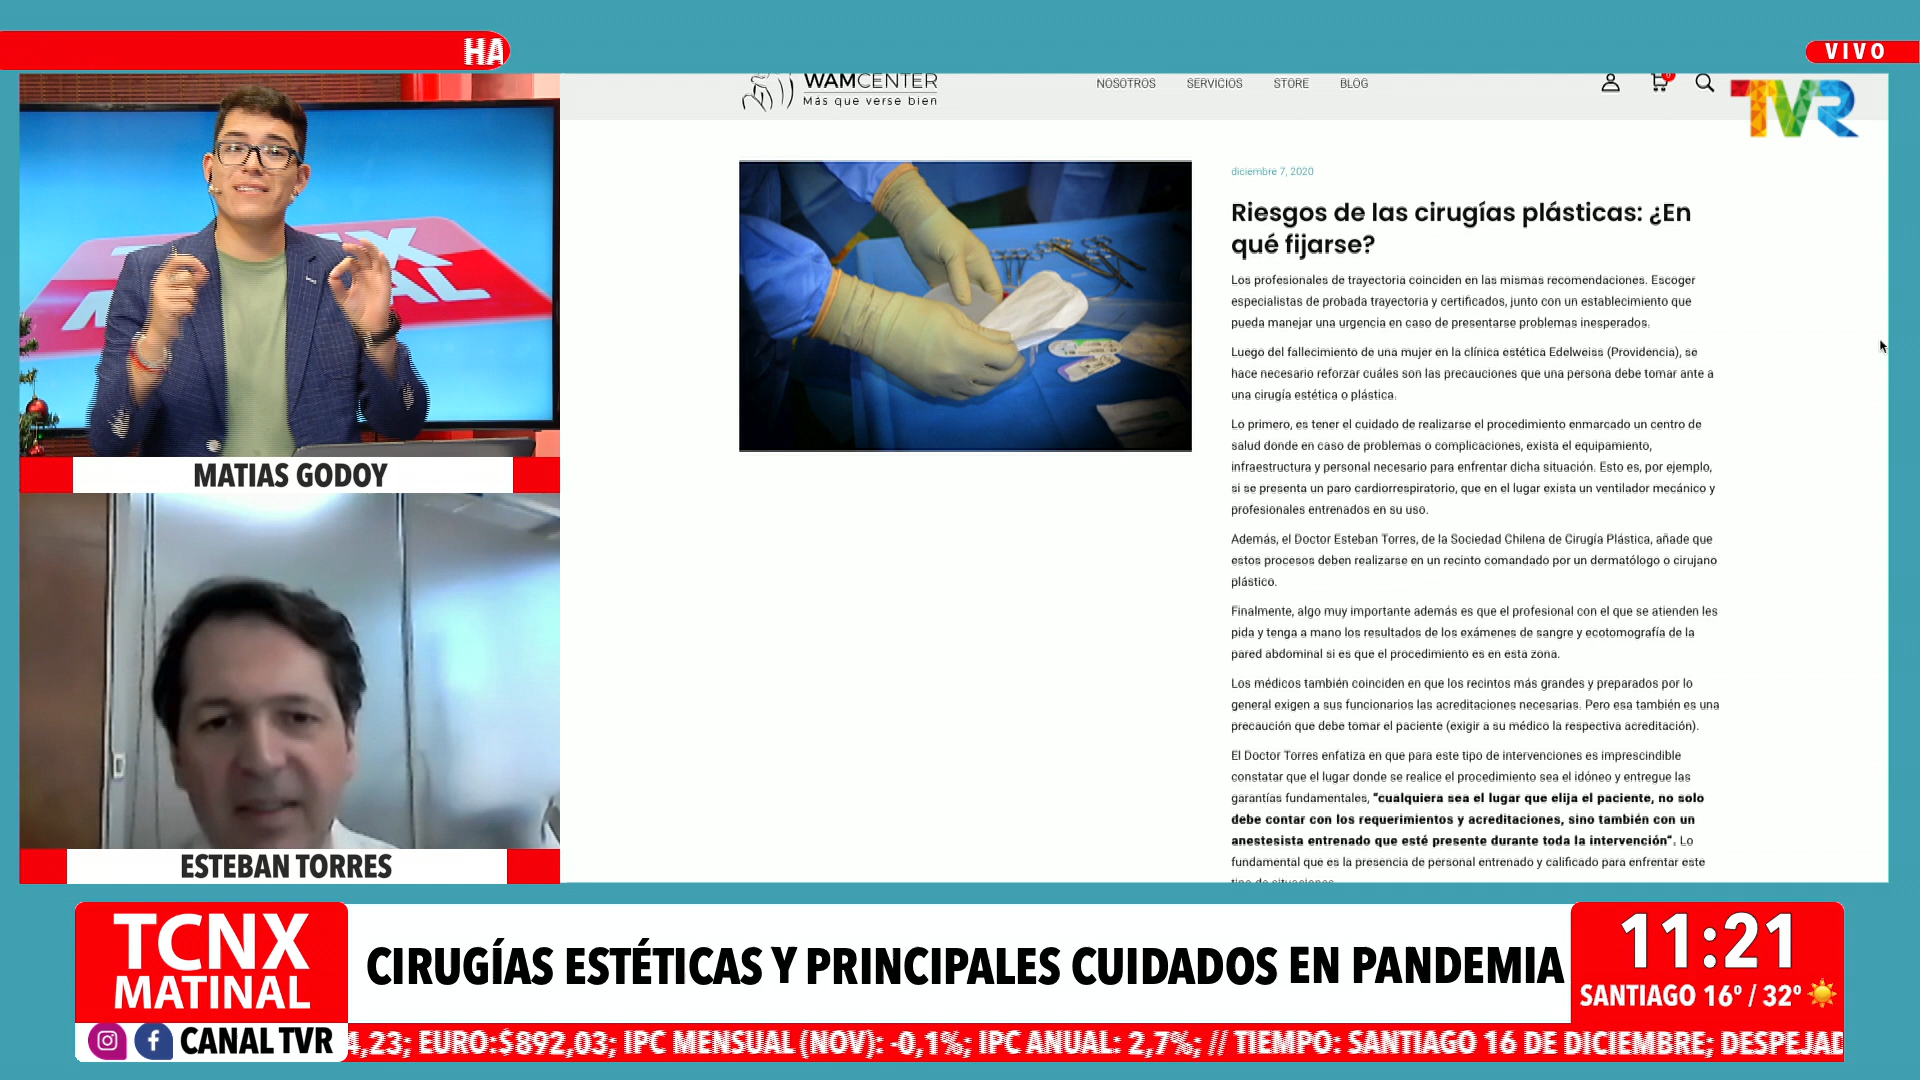 HA
VIVO
TVR
WAMCENTER
Más que verse bien
NOSOTROS SERVICIOS STORE BLOG
diciembre 7, 2020
Riesgos de las cirugías plásticas: ¿En
qué fijarse?
Los profesionales de trayectoria coinciden en las mismas recomendaciones. Escoger
especialistas de probada trayectoria y certificados, junto con un establecimiento que
pueda manejar una urgencia en caso de presentarse problemas inesperados.
Luego del fallecimiento de una mujer en la clínica estética Edelweiss (Providencia), se
hace necesario reforzar cuáles son las precauciones que una persona debe tomar ante a
una cirugía estética o plástica.
Lo primero, es tener el cuidado de realizarse el procedimiento enmarcado un centro de
salud donde en caso de problemas o complicaciones, exista el equipamiento,
infraestructura y personal necesario para enfrentar dicha situación. Esto es, por ejemplo,
si se presenta un paro cardiorrespiratorio, que en el lugar exista un ventilador mecánico y
profesionales entrenados en su uso.
Además, el Doctor Esteban Torres, de la Sociedad Chilena de Cirugía Plástica, añade que
estos procesos deben realizarse en un recinto comandado por un dermatólogo o cirujano
plástico.
Finalmente, algo muy importante además es que el profesional con el que se atienden les
pida y tenga a mano los resultados de los exámenes de sangre y ecotomografía de la
pared abdominal si es que el procedimiento es en esta zona.
Los médicos también coinciden en que los recintos más grandes y preparados por lo
general exigen a sus funcionarios las acreditaciones necesarias. Pero esa también es una
precaución que debe tomar el paciente (exigir a su médico la respectiva acreditación).
El Doctor Torres enfatiza en que para este tipo de intervenciones es imprescindible
constatar que el lugar donde se realice el procedimiento sea el idóneo y entregue las
garantías fundamentales, "cualquiera sea el lugar que elija el paciente, no solo
debe contar con los requerimientos y acreditaciones, sino también con un
anestesista entrenado que esté presente durante toda la intervención". Lo
fundamental que es la presencia de personal entrenado y calificado para enfrentar este
tipo de situaciones.
MATIAS GODOY
ESTEBAN TORRES
TCNX
MATINAL
CIRUGÍAS ESTÉTICAS Y PRINCIPALES CUIDADOS EN PANDEMIA
11:21
SANTIAGO 16º / 32º
CANAL TVR
4,23; EURO:$892,03; IPC MENSUAL (NOV): -0,1%; IPC ANUAL: 2,7%; // TIEMPO: SANTIAGO 16 DE DICIEMBRE; DESPEJAD